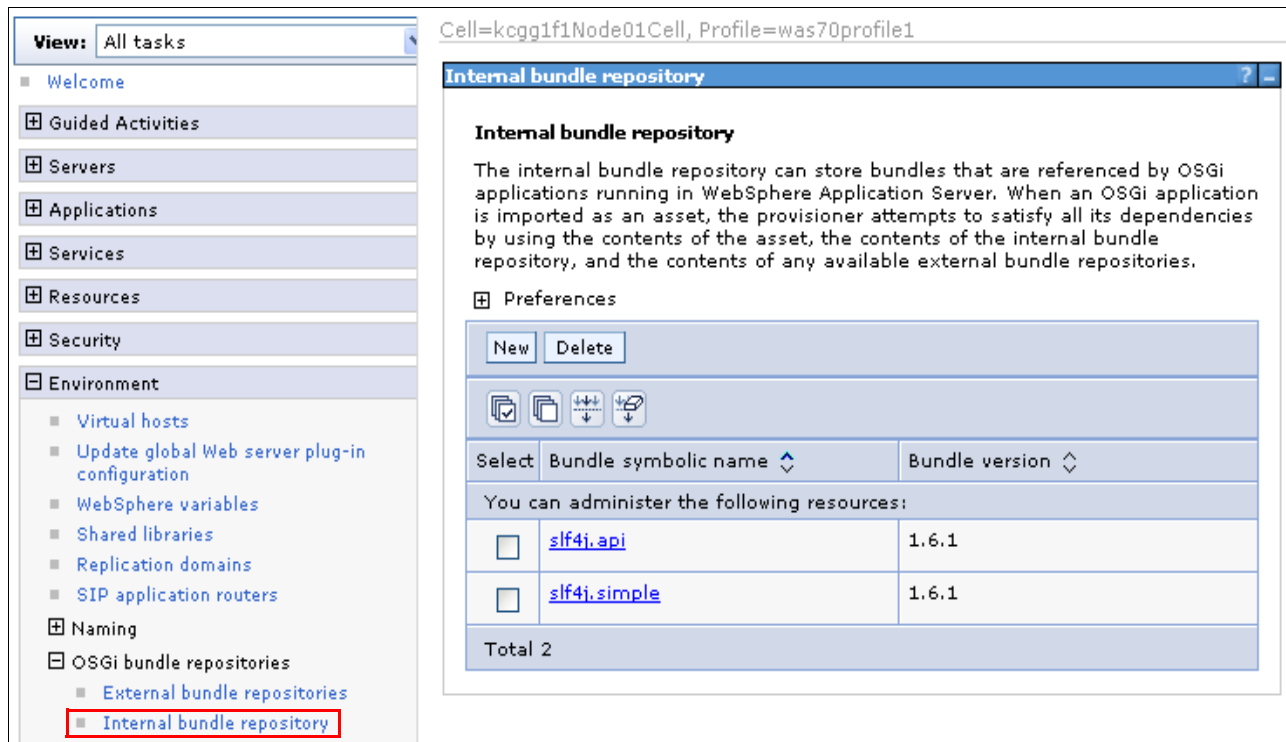 View: All tasks
Welcome
Guided Activities
Servers
Applications
Services
Resources
Security
Environment
Virtual hosts
Update global Web server plug-in
configuration
WebSphere variables
Shared libraries
Replication domains
SIP application routers
Naming
OSGi bundle repositories
External bundle repositories
Internal bundle repository
Cell=kcgg1f1Node01Cell, Profile=was70profile1
Internal bundle repository ? -
Internal bundle repository
The internal bundle repository can store bundles that are referenced by OSGi
applications running in WebSphere Application Server. When an OSGi application
is imported as an asset, the provisioner attempts to satisfy all its dependencies
by using the contents of the asset, the contents of the internal bundle
repository, and the contents of any available external bundle repositories.
Preferences
New Delete
Select Bundle symbolic name Bundle version
You can administer the following resources:
slf4j.api 1.6.1
slf4j.simple 1.6.1
Total 2